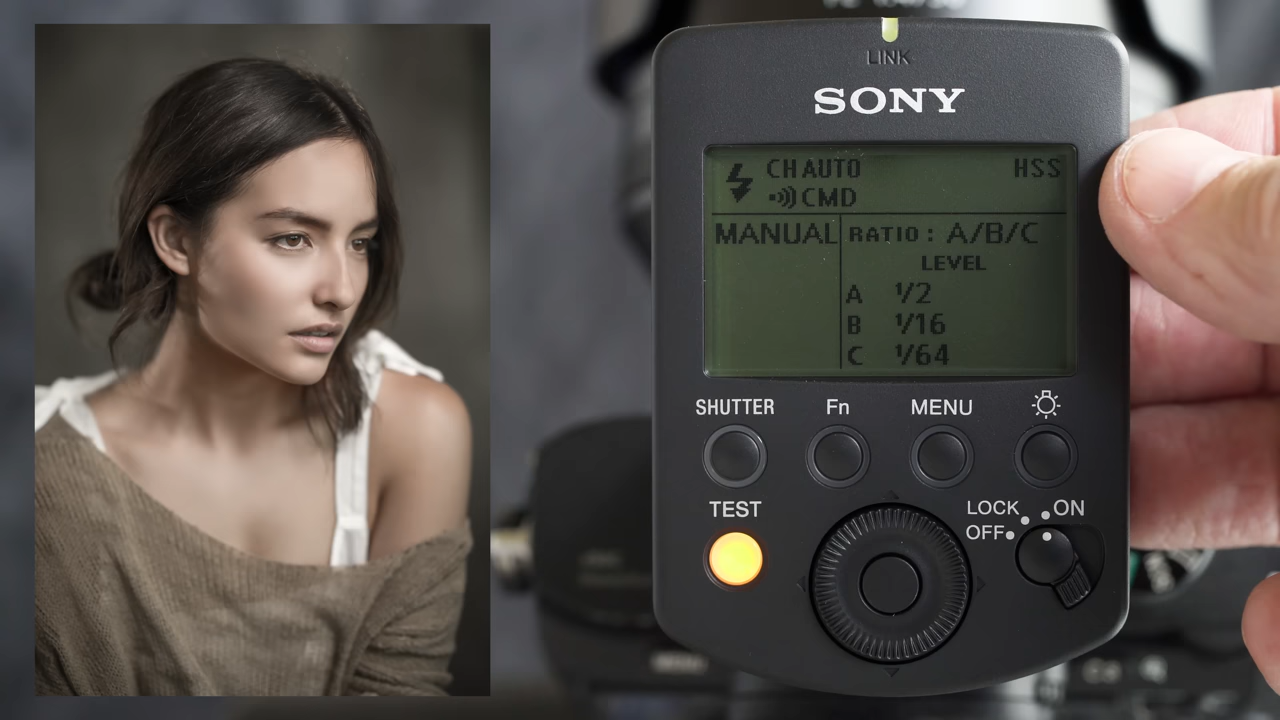 LINK
SONY
CH AUTO HSS
CMD
MANUAL RATIO : A/B/C
LEVEL
A 1/2
B 1/16
C 1/64
SHUTTER Fn MENU
TEST LOCK ON
OFF